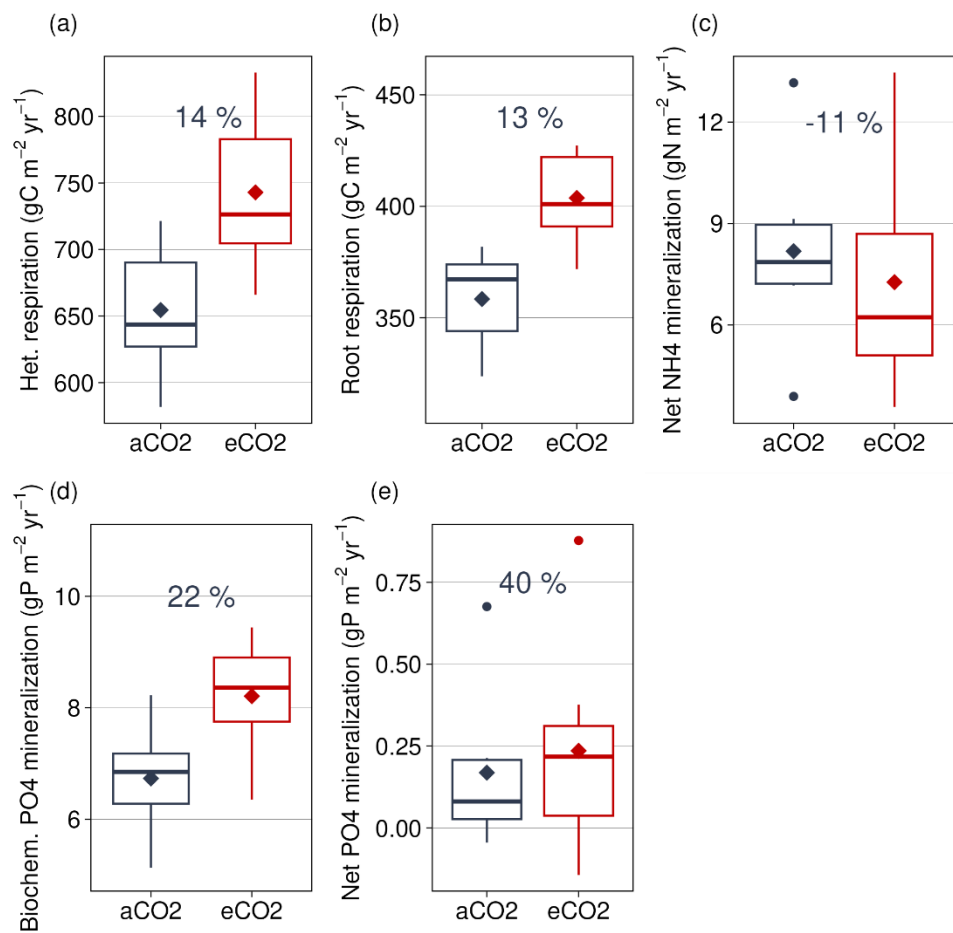 (a)
Het. respiration (gC m⁻² yr⁻¹)
800
750
700
650
600
14 %
aCO2 eCO2
(b)
Root respiration (gC m⁻² yr⁻¹)
450
400
350
13 %
aCO2 eCO2
(c)
Net NH4 mineralization (gN m⁻² yr⁻¹)
12
9
6
-11 %
aCO2 eCO2
(d)
Biochem. PO4 mineralization (gP m⁻² yr⁻¹)
10
8
6
22 %
aCO2 eCO2
(e)
Net PO4 mineralization (gP m⁻² yr⁻¹)
0.75
0.50
0.25
0.00
40 %
aCO2 eCO2